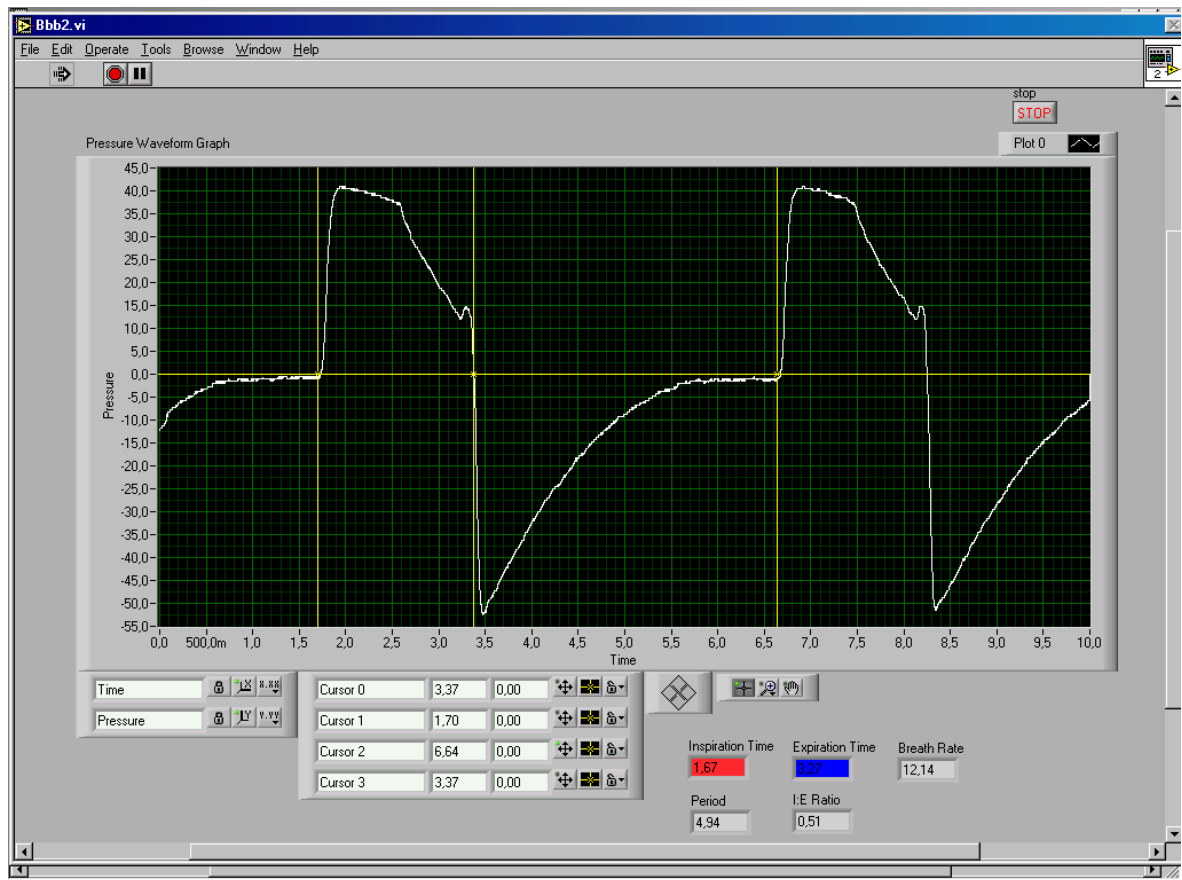 Bbb2.vi
File Edit Operate Tools Browse Window Help
2
stop
STOP
Pressure Waveform Graph
Plot 0
45,0
40,0
35,0
30,0
25,0
20,0
15,0
10,0
5,0
0,0
-5,0
-10,0
-15,0
-20,0
-25,0
-30,0
-35,0
-40,0
-45,0
-50,0
-55,0
Pressure
0,0 500,0m 1,0 1,5 2,0 2,5 3,0 3,5 4,0 4,5 5,0 5,5 6,0 6,5 7,0 7,5 8,0 8,5 9,0 9,5 10,0
Time
Time X X.XX
Pressure Y Y.YY
Cursor 0 3,37 0,00
Cursor 1 1,70 0,00
Cursor 2 6,64 0,00
Cursor 3 3,37 0,00
Inspiration Time Expiration Time Breath Rate
1,67 3,27 12,14
Period I:E Ratio
4,94 0,51